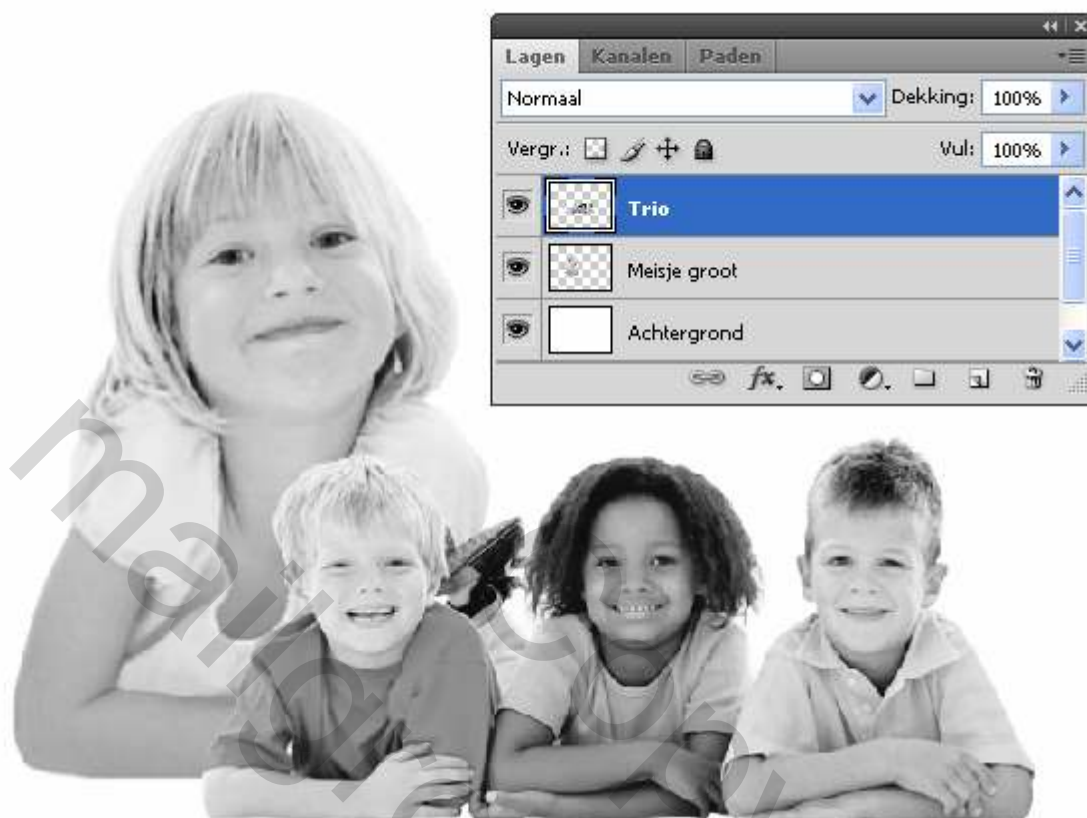 Lagen Kanalen Paden
Normaal Dekking: 100%
Vergr.: Vul: 100%
Trio
Meisje groot
Achtergrond
fx.